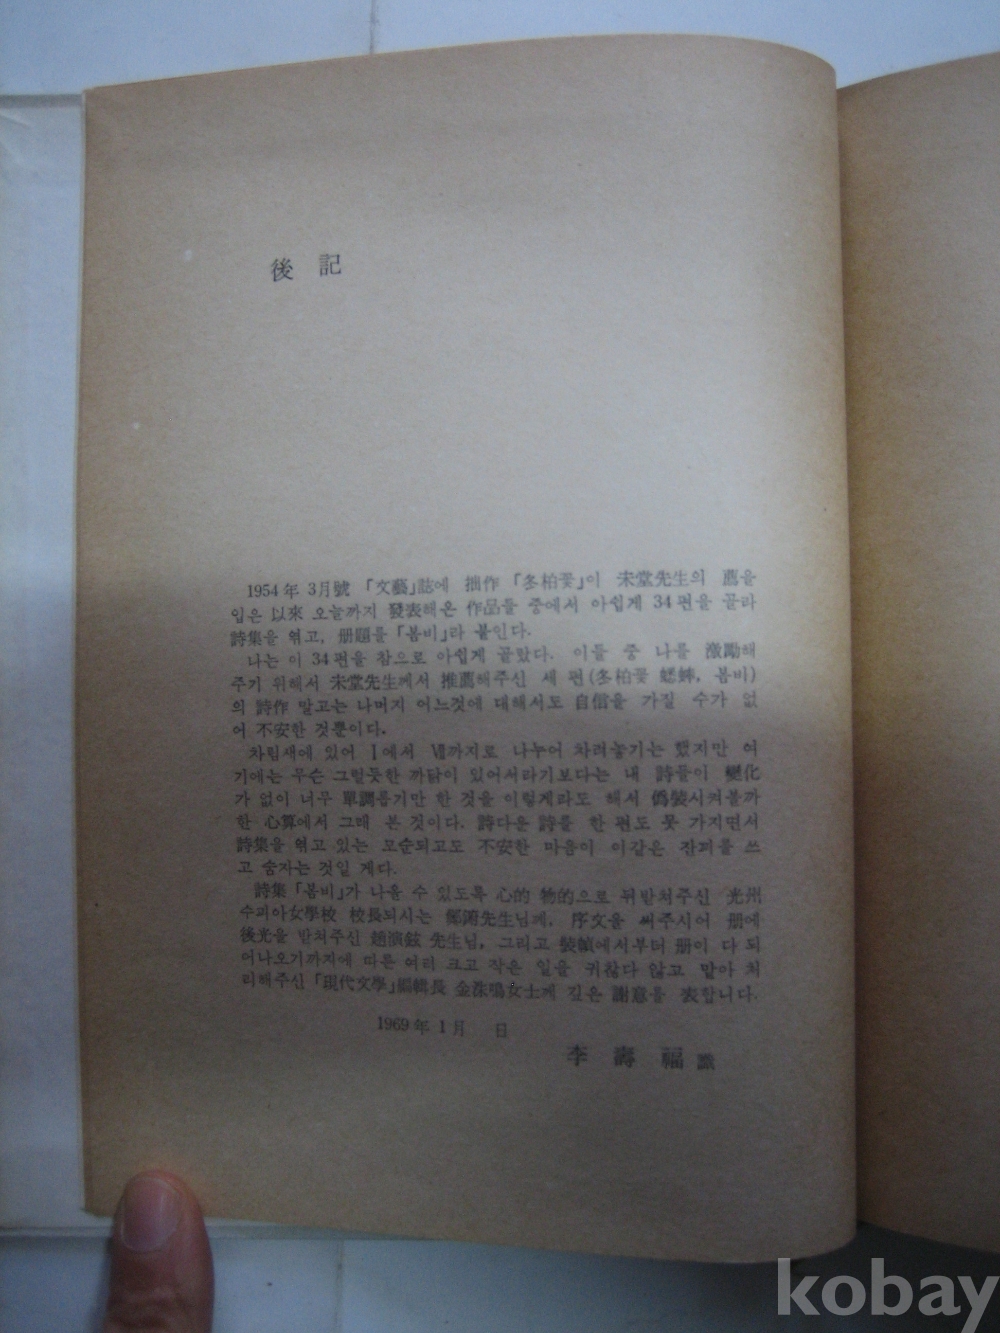 後記
1954年 3月號 「文藝」誌에 拙作 「冬柏꽃」이 未堂先生의 薦을
입은 以來 오늘까지 發表해온 作品들 중에서 아쉽게 34편을 골라
詩集을 엮고, 册題를 「봄비」라 붙인다.
나는 이 34편을 참으로 아쉽게 골랐다. 이들 중 나를 激勵해
주기 위해서 未堂先生께서 推薦해주신 세 편(冬柏꽃 蟋蟀, 봄비)
의 詩作 말고는 나머지 어느것에 대해서도 自信을 가질 수가 없
어 不安한 것뿐이다.
차림새에 있어 Ⅰ에서 Ⅶ까지로 나누어 차려놓기는 했지만 여
기에는 무슨 그럴듯한 까닭이 있어서라기보다는 내 詩들이 變化
가 없이 너무 單調롭기만 한 것을 이렇게라도 해서 僞裝시켜볼까
한 心算에서 그래 본 것이다. 詩다운 詩를 한 편도 못 가지면서
詩集을 엮고 있는 모순되고도 不安한 마음이 이같은 잔꾀를 쓰
고 숨자는 것일 게다.
詩集 「봄비」가 나올 수 있도록 心的 物的으로 뒤받쳐주신 光州
수피아女學校 校長되시는 先生님께, 序文을 써주시어 册에
後光을 받쳐주신 趙演鉉 先生님, 그리고 裝幀에서부터 册이 다 되
어나오기까지에 따른 여러 크고 작은 일을 귀찮다 않고 맡아 처
리해주신 「現代文學」編輯長 金洙鳴女士께 깊은 謝意를 表합니다.
1969年 1月 日
李壽福 識
kobay